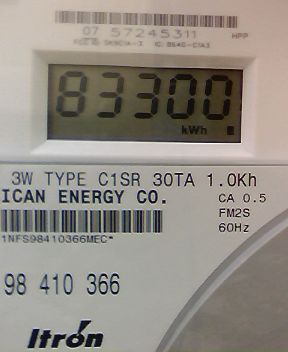 07 57245311 HPP
83300
kWh
3W TYPE C1SR 30TA 1.0Kh
ICAN ENERGY CO. CA 0.5
FM2S
60Hz
1NFS98410366MEC*
98 410 366
Itron